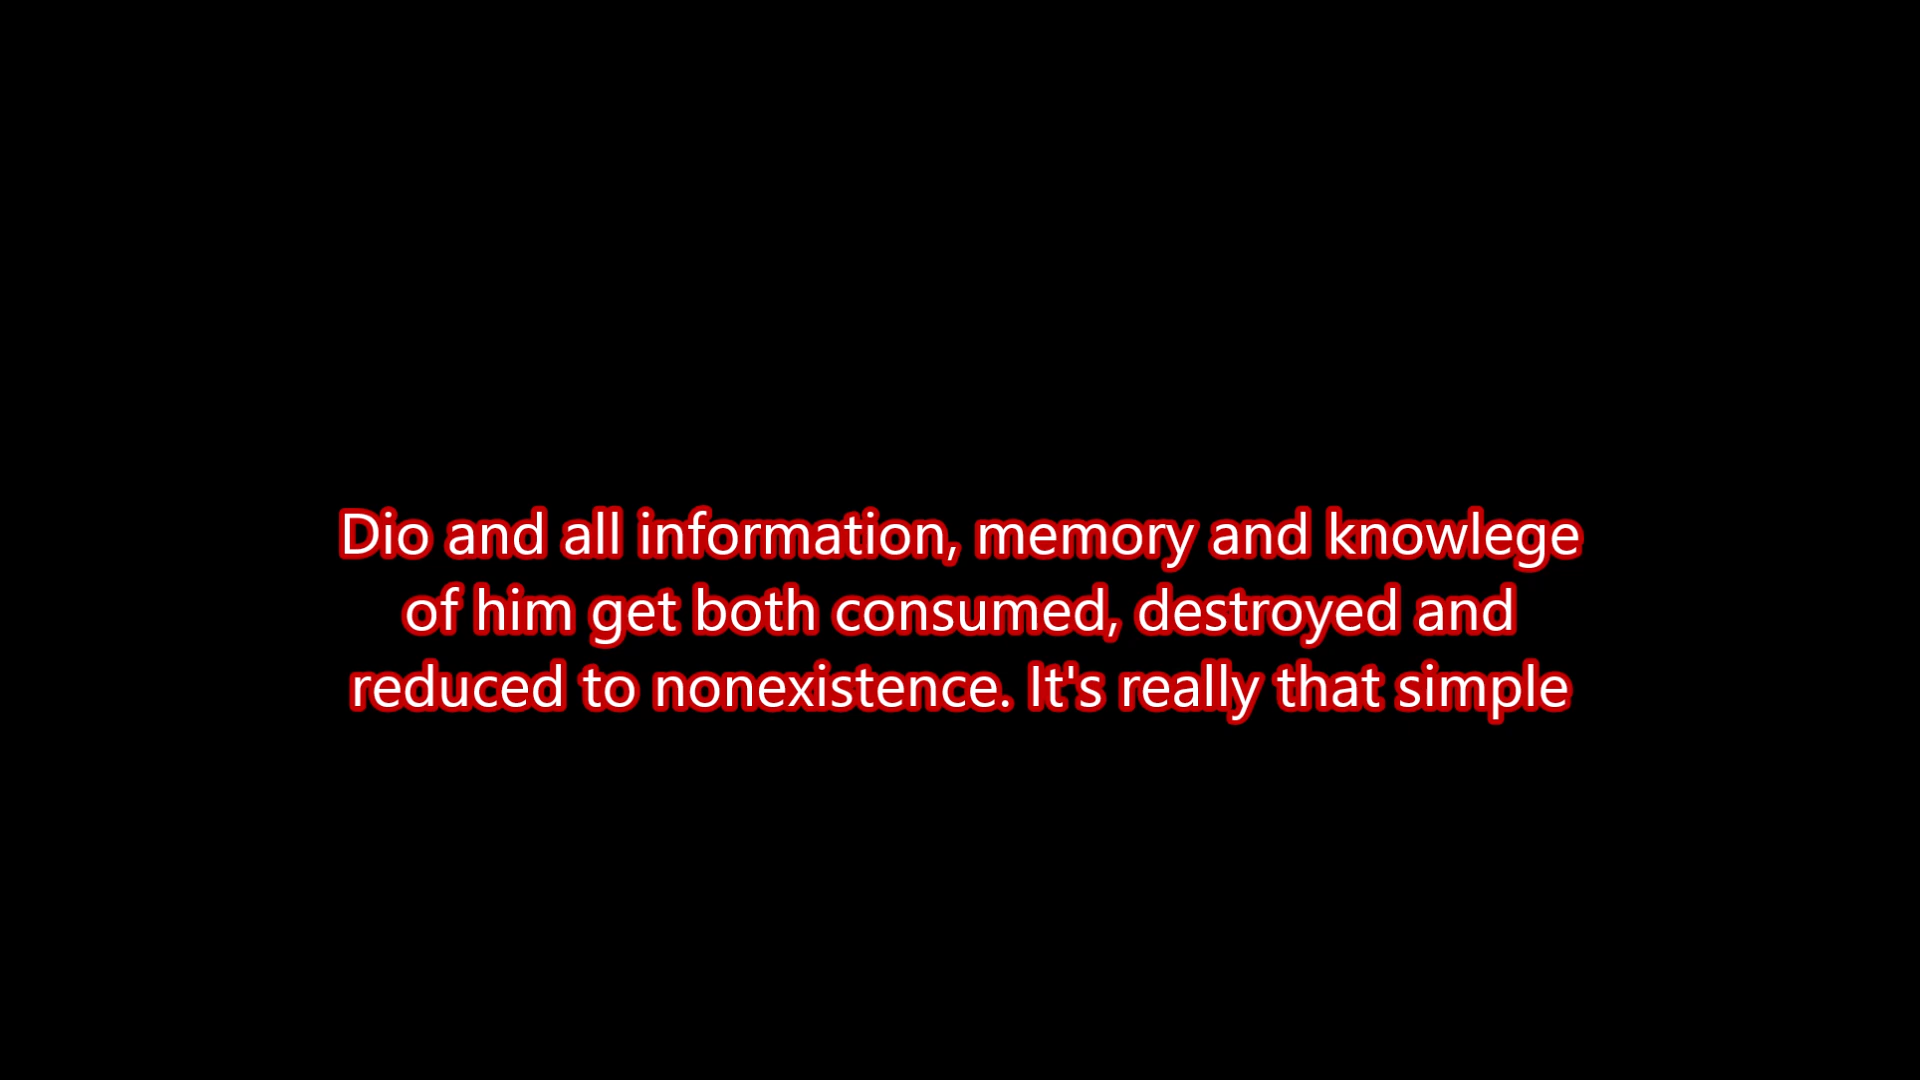 Dio and all information, memory and knowlege
of him get both consumed, destroyed and
reduced to nonexistence. It's really that simple